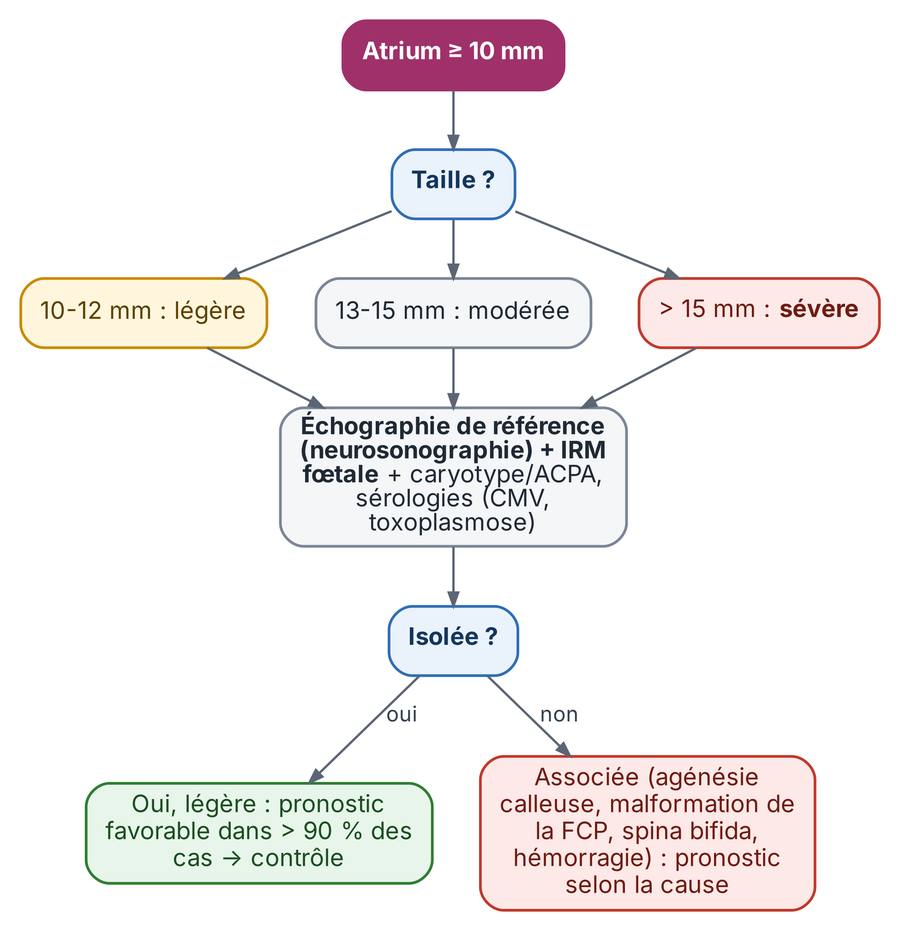 Atrium ≥ 10 mm
Taille ?
10-12 mm : légère
13-15 mm : modérée
> 15 mm : sévère
Échographie de référence
(neurosonographie) + IRM
fœtale + caryotype/ACPA,
sérologies (CMV,
toxoplasmose)
Isolée ?
oui
non
Oui, légère : pronostic
favorable dans > 90 % des
cas → contrôle
Associée (agénésie
calleuse, malformation de
la FCP, spina bifida,
hémorragie) : pronostic
selon la cause